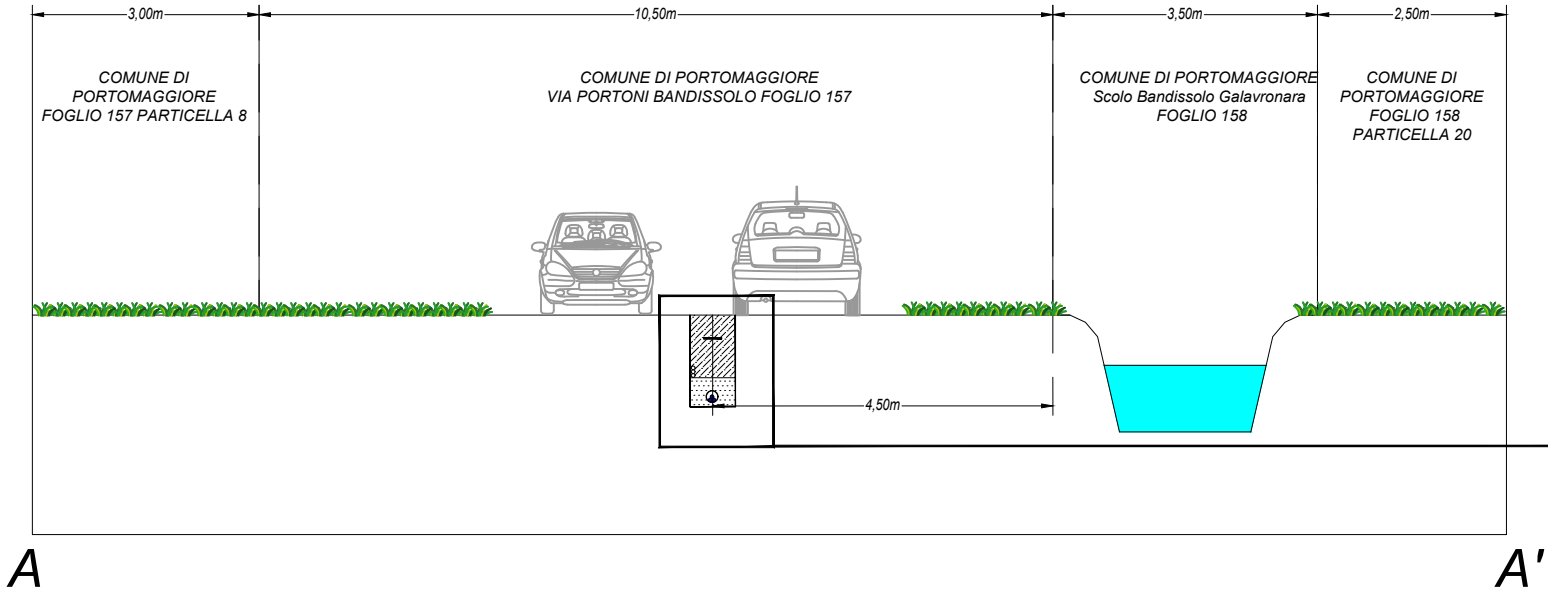 3,00m
10,50m
3,50m
2,50m
COMUNE DI
PORTOMAGGIORE
FOGLIO 157 PARTICELLA 8
COMUNE DI PORTOMAGGIORE
VIA PORTONI BANDISSOLO FOGLIO 157
COMUNE DI PORTOMAGGIORE
Scolo Bandissolo Galavronara
FOGLIO 158
COMUNE DI
PORTOMAGGIORE
FOGLIO 158
PARTICELLA 20
4,50m
A
A'